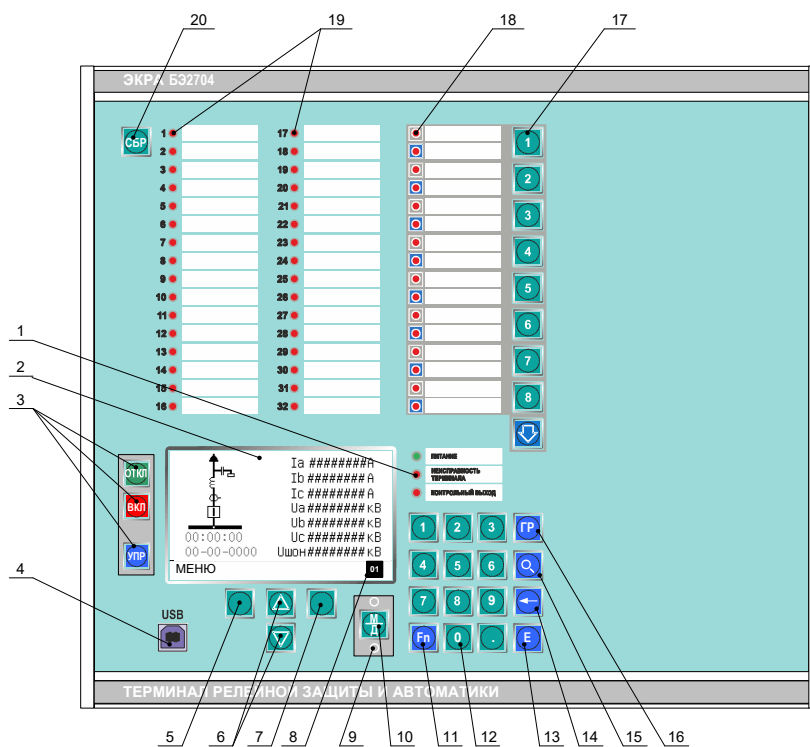 20
19
18
17
ЭКРА БЭ2704
СБР
1 17 1
2 18
3 19 2
4 20
5 21 3
6 22
7 23 4
8 24
9 25 5
10 26
11 27 6
12 28
13 29 7
14 30
15 31 8
16 32
1
2
3
ОТКЛ
ВКЛ
УПР
4
USB
Ia ########А
Ib ########А
Ic ########А
Ua ########кВ
Ub ########кВ
Uc ########кВ
Uшон########кВ
00:00:00
00-00-0000
МЕНЮ 01
ПИТАНИЕ
НЕИСПРАВНОСТЬ
ТЕРМИНАЛА
КОНТРОЛЬНЫЙ ВЫХОД
1 2 3 ГР
4 5 6
7 8 9
М
Д
Fn 0 . E
ТЕРМИНАЛ РЕЛЕЙНОЙ ЗАЩИТЫ И АВТОМАТИКИ
5 6 7 8 9 10 11 12 13 14 15 16